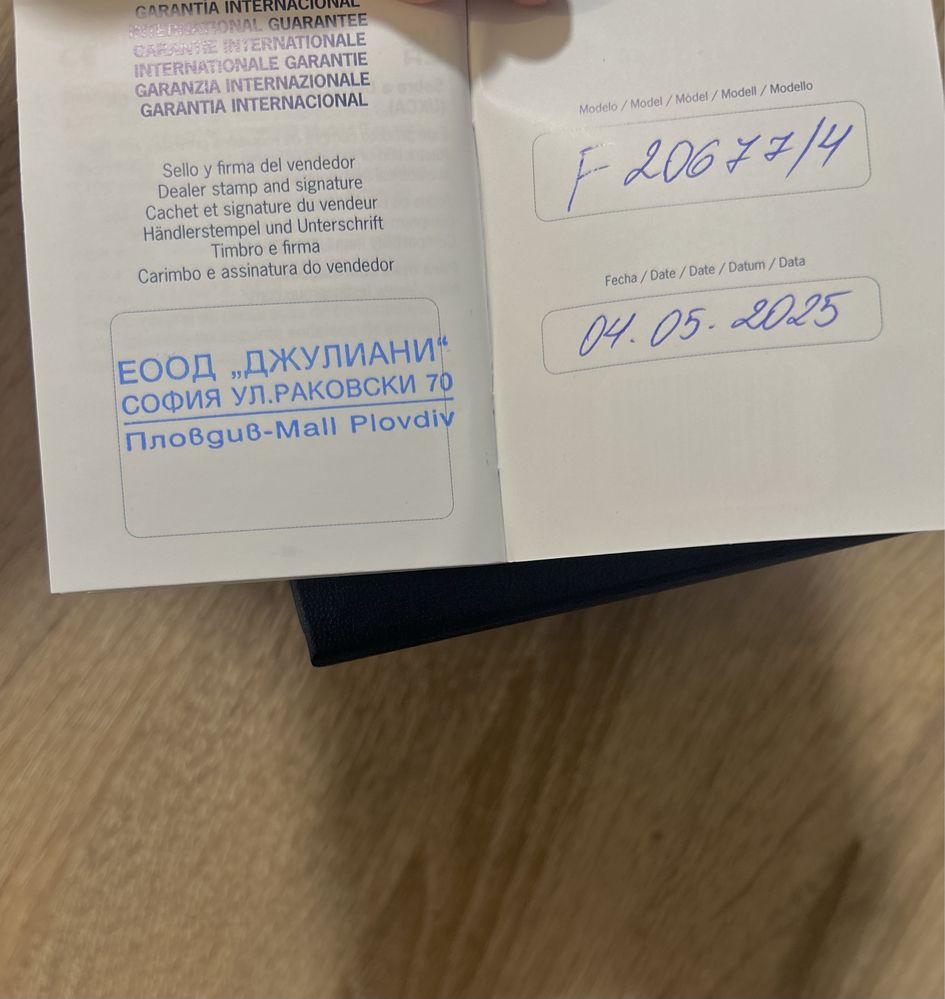 GARANTÍA INTERNACIONAL
INTERNATIONAL GUARANTEE
GARANTIE INTERNATIONALE
INTERNATIONALE GARANTIE
GARANZIA INTERNAZIONALE
GARANTIA INTERNACIONAL
Sello y firma del vendedor
Dealer stamp and signature
Cachet et signature du vendeur
Händlerstempel und Unterschrift
Timbro e firma
Carimbo e assinatura do vendedor
ЕООД „ДЖУЛИАНИ“
СОФИЯ УЛ.РАКОВСКИ 70
Пловдив-Mall Plovdiv
Modelo / Model / Model / Modell / Modello
F 20677/4
Fecha / Date / Date / Datum / Data
04.05.2025